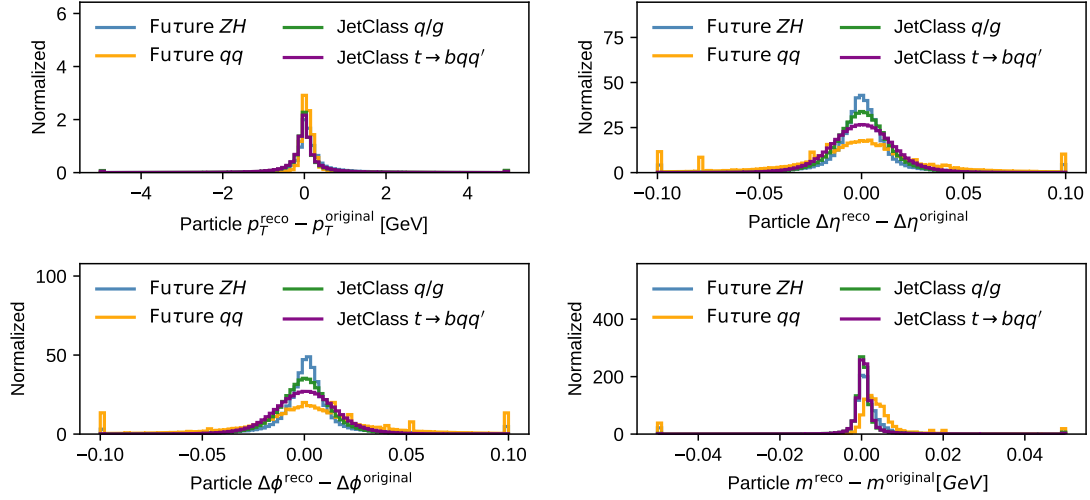 Normalized
6
4
2
0
−4 −2 0 2 4
Fuτure ZH
Fuτure qq
JetClass q/g
JetClass t → bqq′
Particle p_T^reco − p_T^original [GeV]
Normalized
75
50
25
0
−0.10 −0.05 0.00 0.05 0.10
Fuτure ZH
Fuτure qq
JetClass q/g
JetClass t → bqq′
Particle Δη^reco − Δη^original
Normalized
100
50
0
−0.10 −0.05 0.00 0.05 0.10
Fuτure ZH
Fuτure qq
JetClass q/g
JetClass t → bqq′
Particle Δϕ^reco − Δϕ^original
Normalized
400
200
0
−0.04 −0.02 0.00 0.02 0.04
Fuτure ZH
Fuτure qq
JetClass q/g
JetClass t → bqq′
Particle m^reco − m^original[GeV]